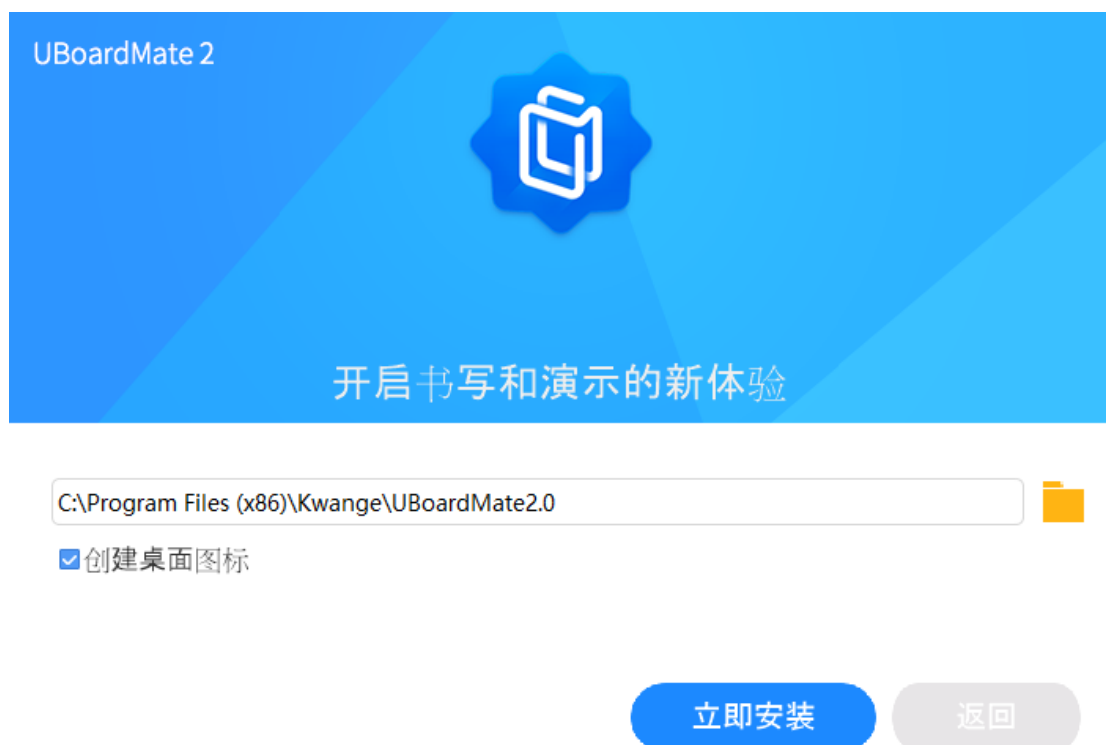 UBoardMate 2
开启书写和演示的新体验
C:\Program Files (x86)\Kwange\UBoardMate2.0
创建桌面图标
立即安装
返回